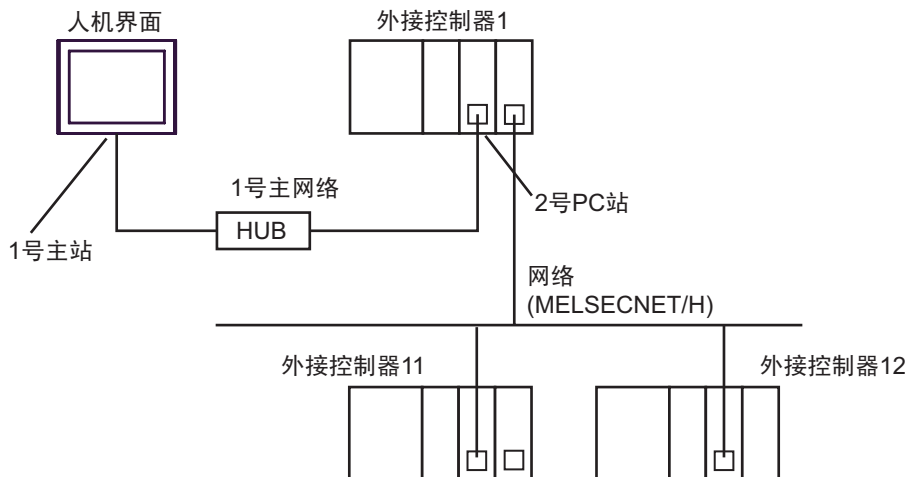 人机界面
外接控制器1
1号主网络
HUB
2号PC站
1号主站
网络
(MELSECNET/H)
外接控制器11
外接控制器12